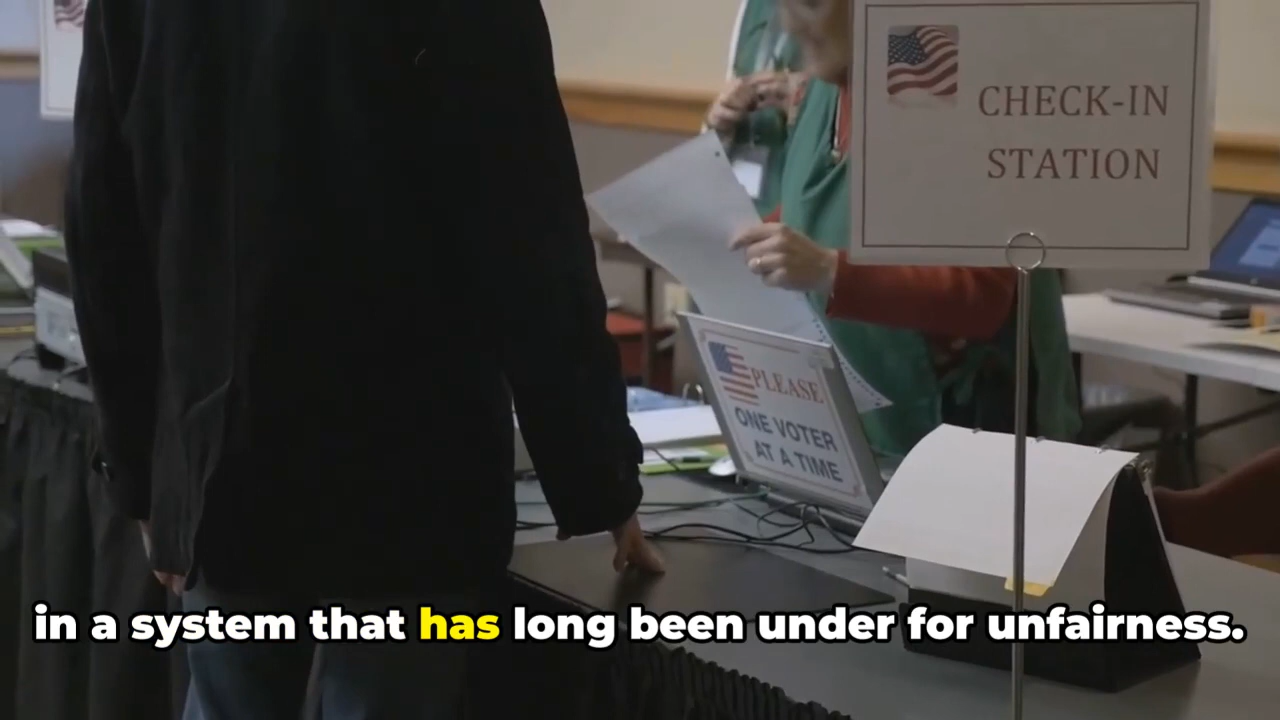 CHECK-IN
STATION
PLEASE
ONE VOTER
AT A TIME
in a system that has long been under for unfairness.